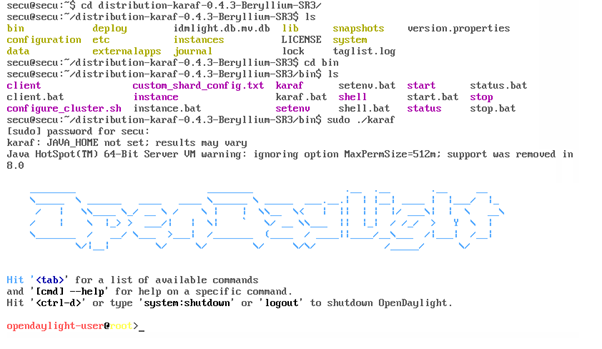 secu@secu:~$ cd distribution-karaf-0.4.3-Beryllium-SR3/
secu@secu:~/distribution-karaf-0.4.3-Beryllium-SR3$ ls
bin deploy idmlight.db.mv.db lib snapshots version.properties
configuration etc instances LICENSE system
data externalapps journal lock taglist.log
secu@secu:~/distribution-karaf-0.4.3-Beryllium-SR3$ cd bin
secu@secu:~/distribution-karaf-0.4.3-Beryllium-SR3/bin$ ls
client custom_shard_config.txt karaf setenv.bat start status.bat
client.bat instance karaf.bat shell start.bat stop
configure_cluster.sh instance.bat setenv shell.bat status stop.bat
secu@secu:~/distribution-karaf-0.4.3-Beryllium-SR3/bin$ sudo ./karaf
[sudo] password for secu:
karaf: JAVA_HOME not set; results may vary
Java HotSpot(TM) 64-Bit Server VM warning: ignoring option MaxPermSize=512m; support was removed in
8.0
OpenDaylight
Hit '<tab>' for a list of available commands
and '[cmd] --help' for help on a specific command.
Hit '<ctrl-d>' or type 'system:shutdown' or 'logout' to shutdown OpenDaylight.
opendaylight-user@root>_